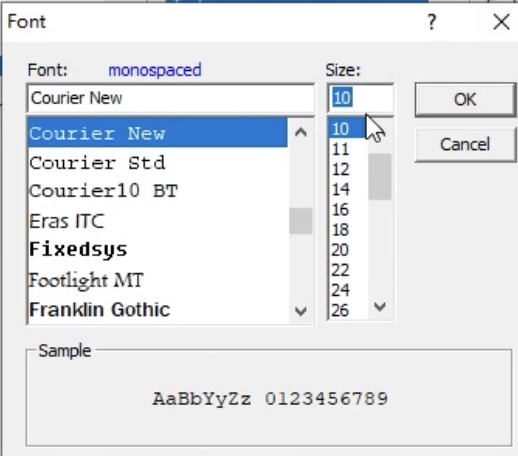 Font ?
Font: monospaced Size:
Courier New 10 OK
Courier New 10 Cancel
Courier Std 11
Courier10 BT 12
Eras ITC 14
Fixedsys 16
Footlight MT 18
Franklin Gothic 20
22
24
26
Sample
AaBbYyZz 0123456789